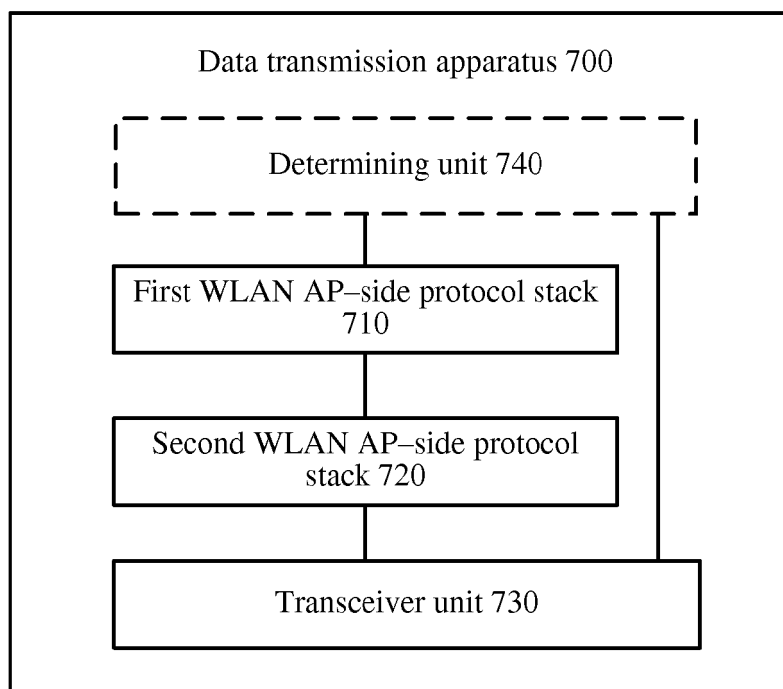 Data transmission apparatus 700
Determining unit 740
First WLAN AP–side protocol stack
710
Second WLAN AP–side protocol
stack 720
Transceiver unit 730